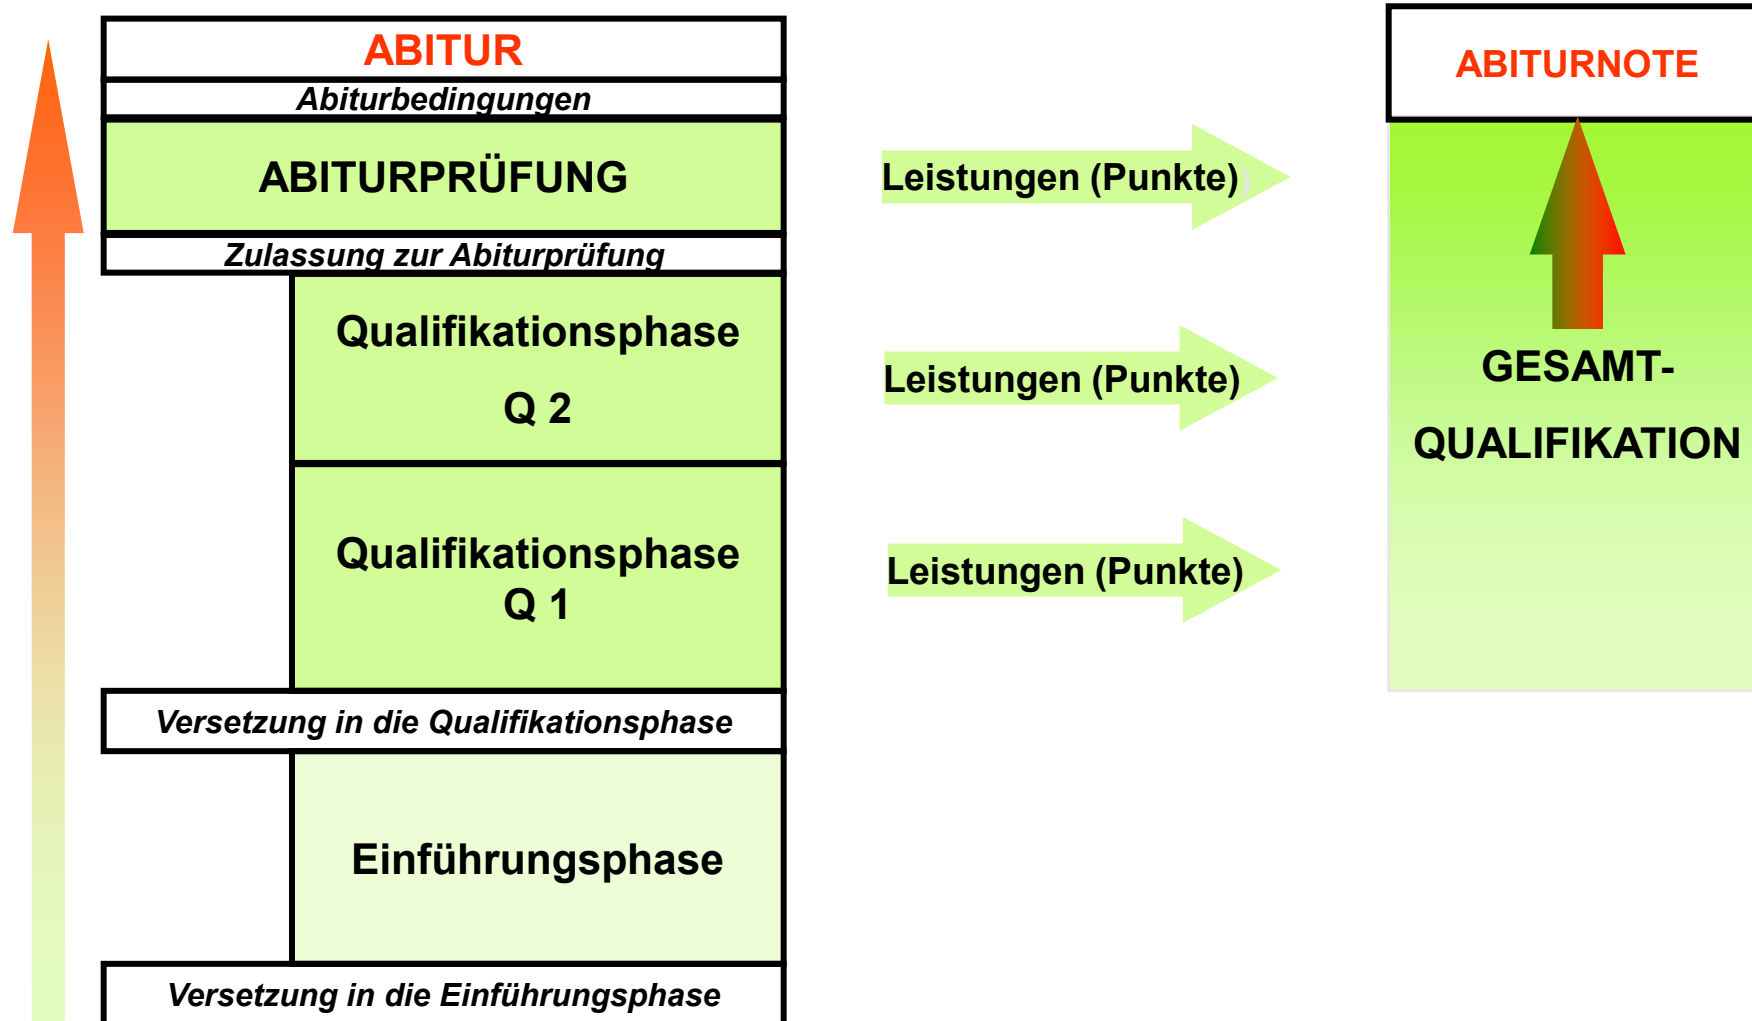 ABITUR
Abiturbedingungen
ABITURPRÜFUNG
Zulassung zur Abiturprüfung
Qualifikationsphase
Q 2
Qualifikationsphase
Q 1
Versetzung in die Qualifikationsphase
Einführungsphase
Versetzung in die Einführungsphase
Leistungen (Punkte))
Leistungen (Punkte)
Leistungen (Punkte)
ABITURNOTE
GESAMT-
QUALIFIKATION